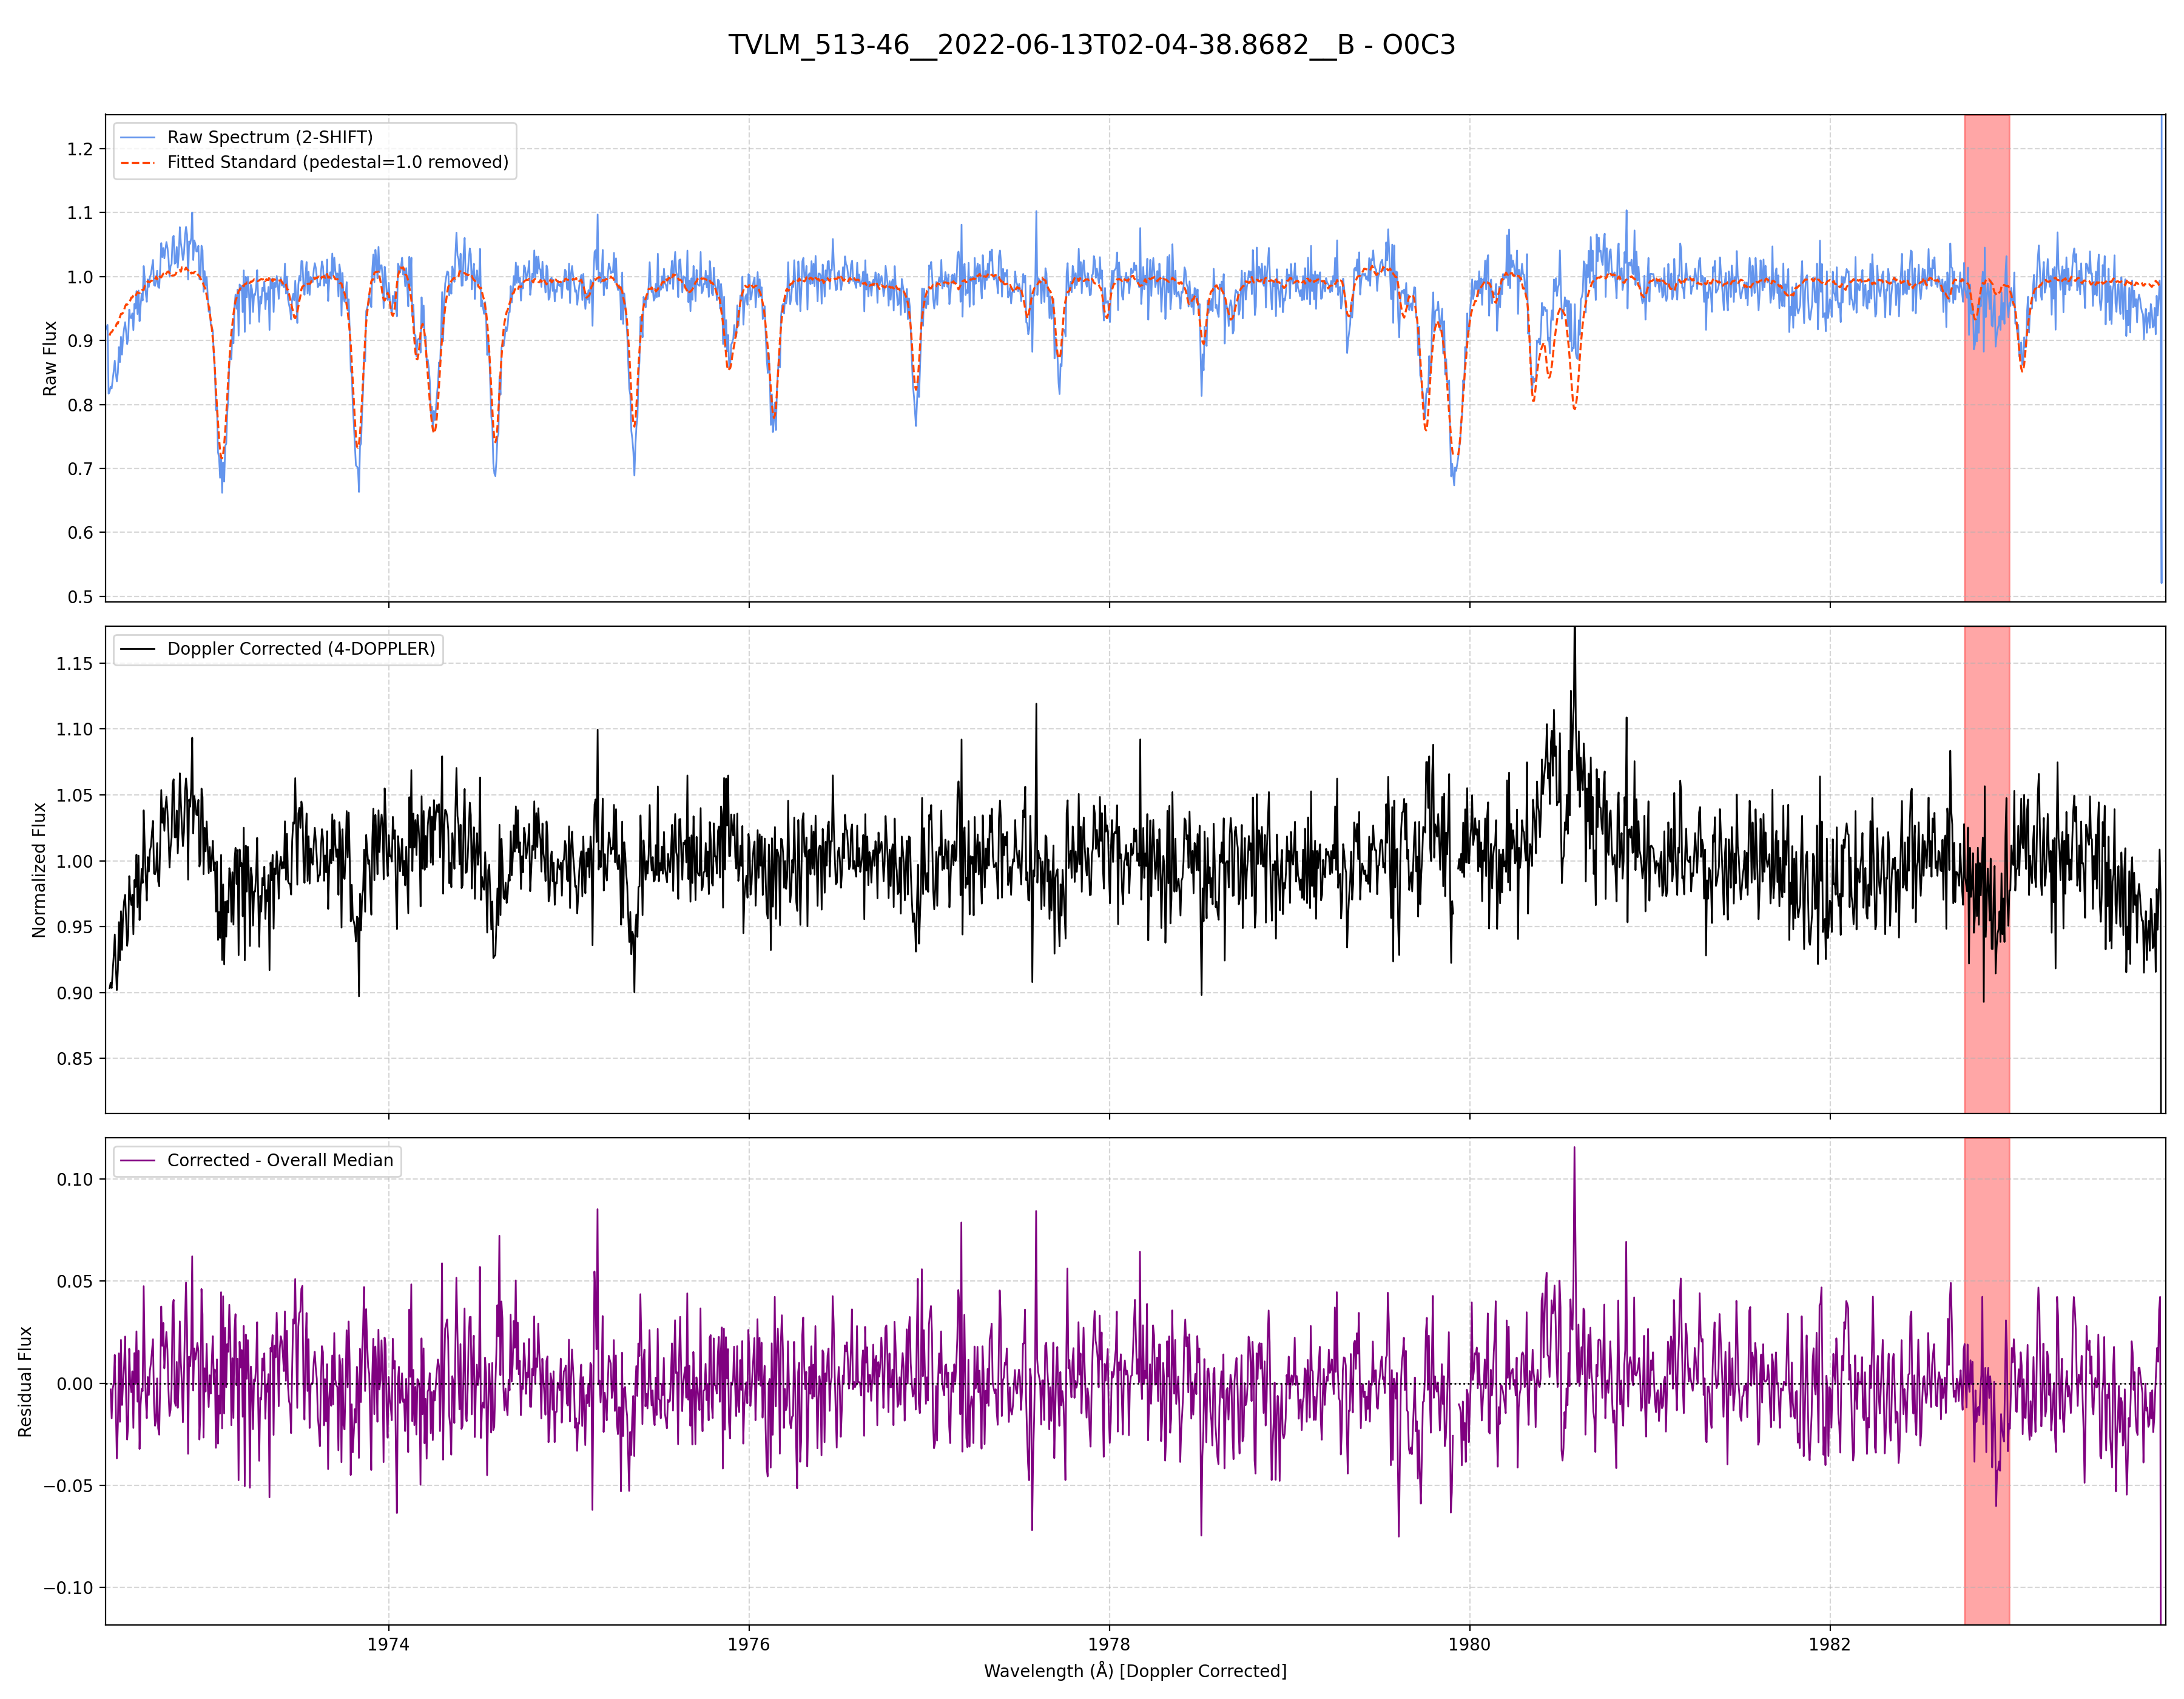 TVLM_513-46__2022-06-13T02-04-38.8682__B - O0C3
Raw Spectrum (2-SHIFT)
Fitted Standard (pedestal=1.0 removed)
1.2
1.1
1.0
0.9
0.8
0.7
0.6
0.5
Raw Flux
Doppler Corrected (4-DOPPLER)
1.15
1.10
1.05
1.00
0.95
0.90
0.85
Normalized Flux
Corrected - Overall Median
0.10
0.05
0.00
−0.05
−0.10
Residual Flux
1974
1976
1978
1980
1982
Wavelength (Å) [Doppler Corrected]